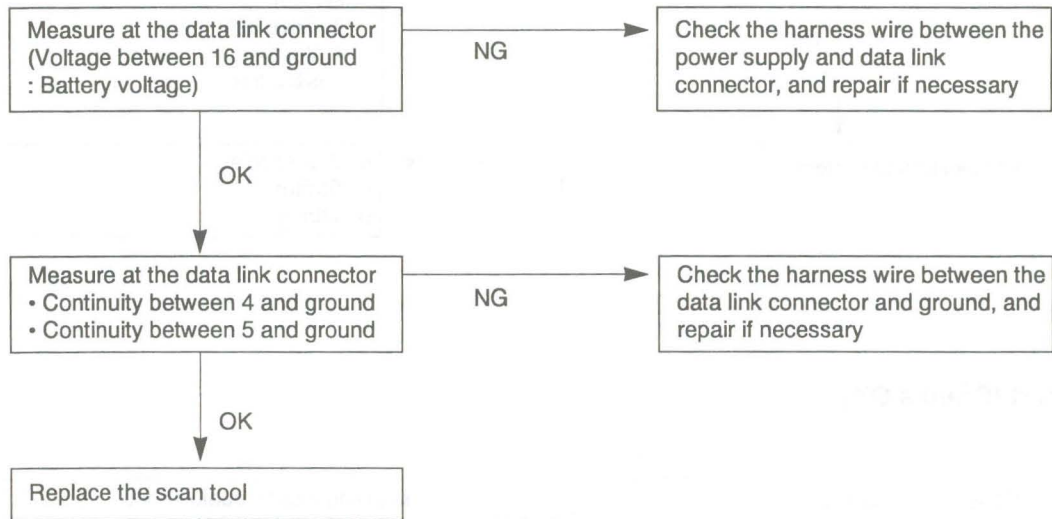 Measure at the data link connector
(Voltage between 16 and ground
: Battery voltage)
NG
Check the harness wire between the
power supply and data link
connector, and repair if necessary
OK
Measure at the data link connector
• Continuity between 4 and ground
• Continuity between 5 and ground
NG
Check the harness wire between the
data link connector and ground, and
repair if necessary
OK
Replace the scan tool